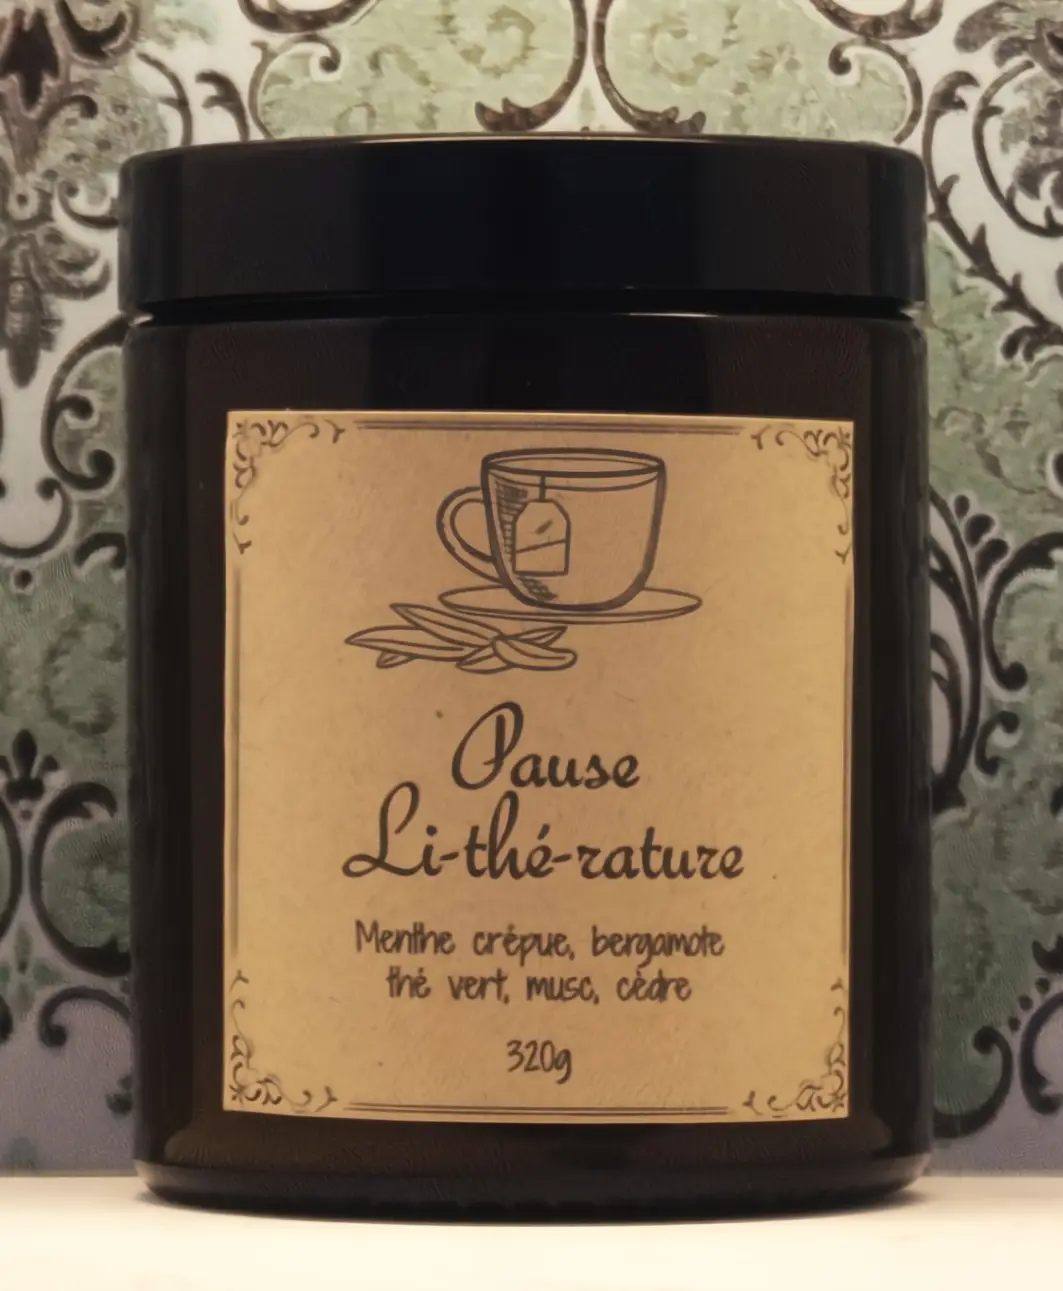 Pause
Li-thé-rature
Menthe crépue, bergamote
thé vert, musc, cèdre
320g